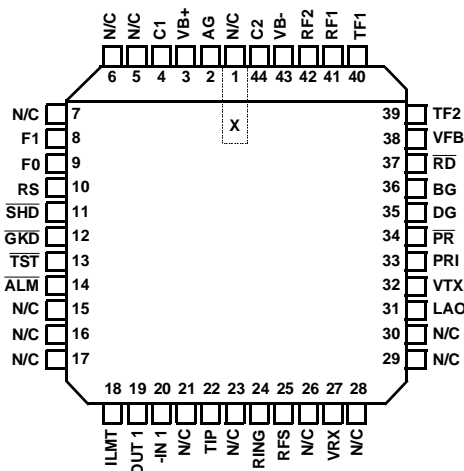 N/C N/C C1 VB+ AG N/C C2 VB- RF2 RF1 TF1
6 5 4 3 2 1 44 43 42 41 40
X
N/C 7 39 TF2
F1 8 38 VFB
F0 9 37 RD
RS 10 36 BG
SHD 11 35 DG
GKD 12 34 PR
TST 13 33 PRI
ALM 14 32 VTX
N/C 15 31 LAO
N/C 16 30 N/C
N/C 17 29 N/C
18 19 20 21 22 23 24 25 26 27 28
ILMT OUT 1 -IN 1 N/C TIP N/C RING RFS N/C VRX N/C